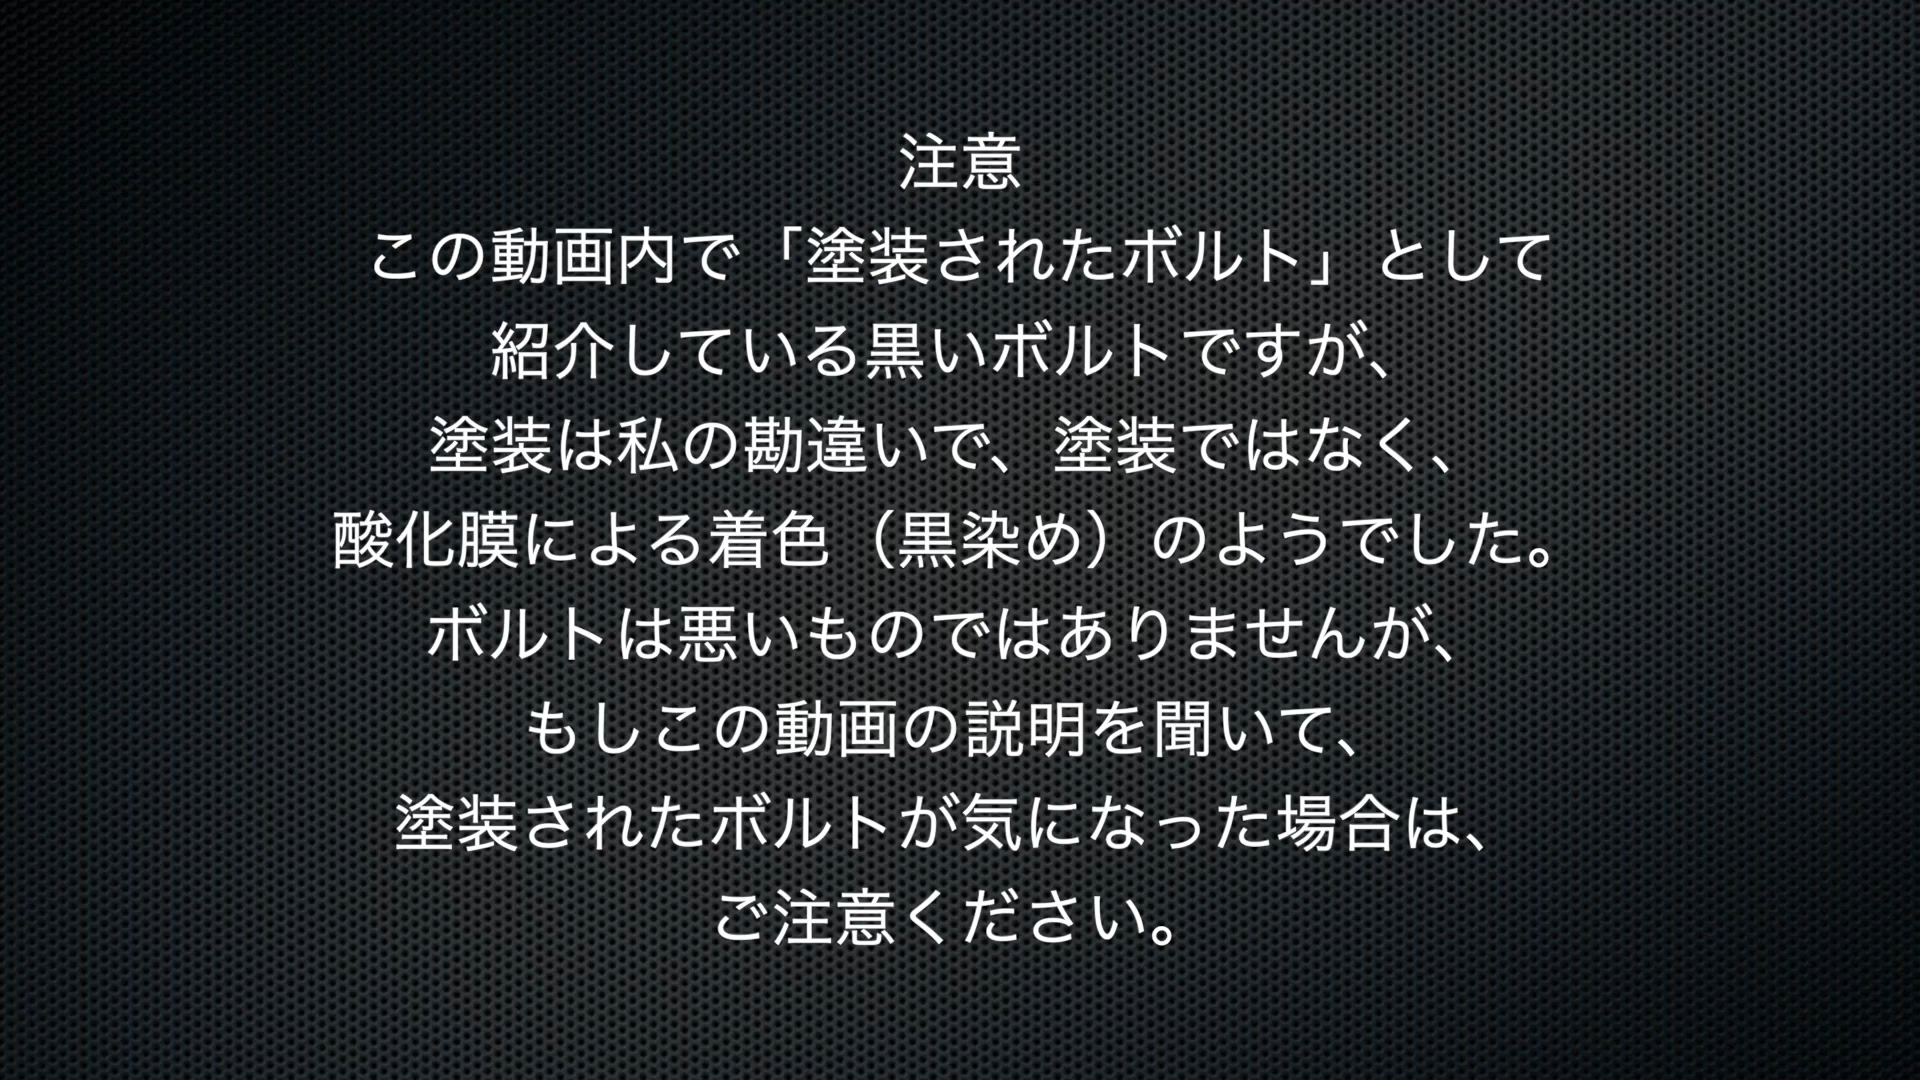 注意
この動画内で「塗装されたボルト」として
紹介している黒いボルトですが、
塗装は私の勘違いで、塗装ではなく、
酸化膜による着色（黒染め）のようでした。
ボルトは悪いものではありませんが、
もしこの動画の説明を聞いて、
塗装されたボルトが気になった場合は、
ご注意ください。